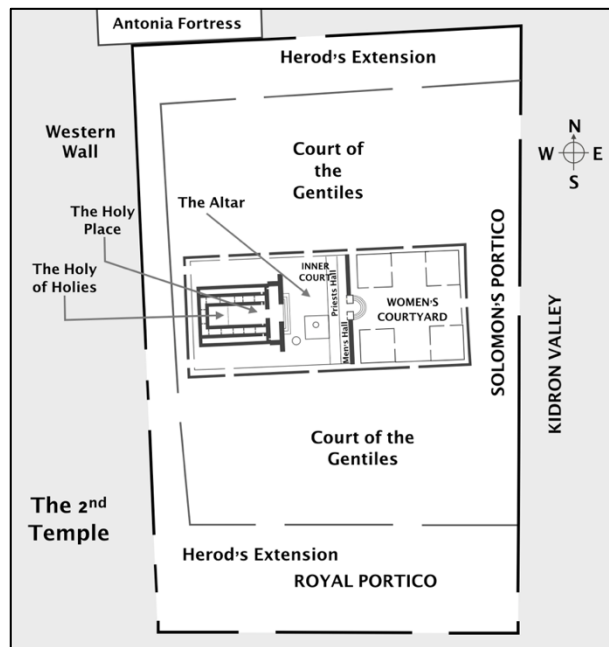 Antonia Fortress
Herod's Extension
Western
Wall
Court of
the
Gentiles
N
W E
S
The Holy
Place
The Altar
The Holy
of Holies
INNER
COURT
Priests Hall
Men's Hall
WOMEN'S
COURTYARD
SOLOMON'S PORTICO
KIDRON VALLEY
Court of the
Gentiles
The 2nd
Temple
Herod's Extension
ROYAL PORTICO